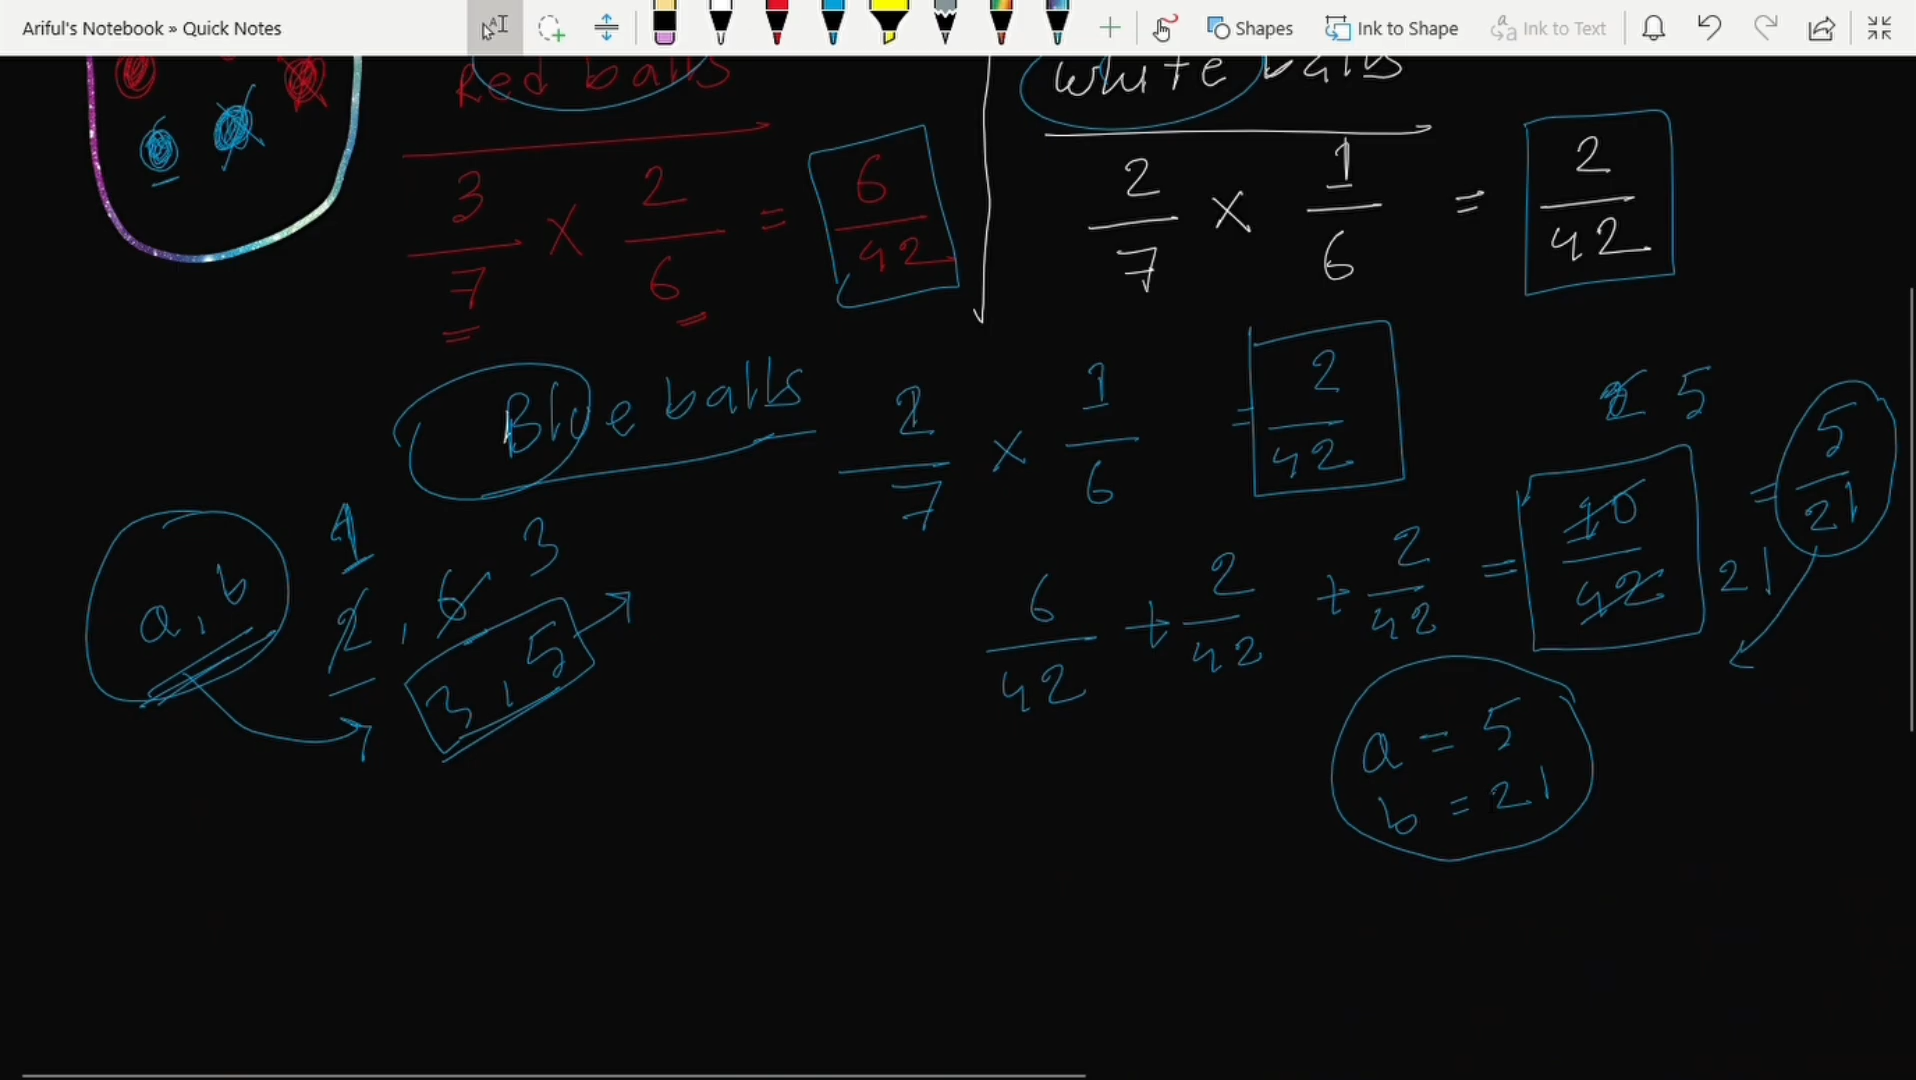 Ariful's Notebook » Quick Notes
Shapes
Ink to Shape
Ink to Text
Red balls
White balls
3/7 × 2/6 = 6/42
2/7 × 1/6 = 2/42
Blue balls 2/7 × 1/6 = 2/42
a, b
1
2, 6 3
3, 5
6/42 + 2/42 + 2/42 = 10/42 = 5/21
5
21
a = 5
b = 21